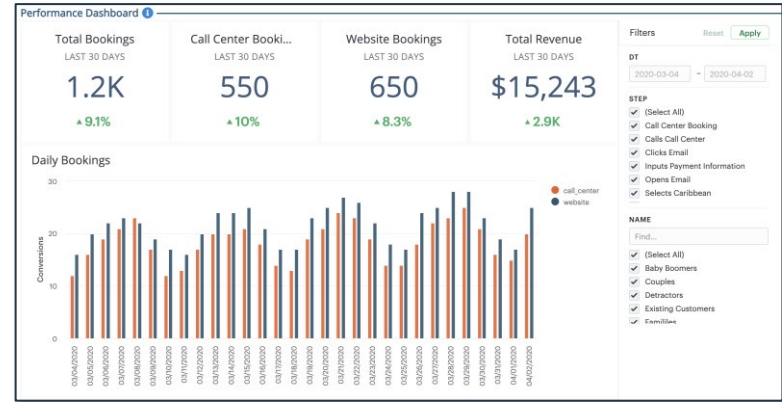 Performance Dashboard
Total Bookings
LAST 30 DAYS
1.2K
▲ 9.1%
Call Center Booki...
LAST 30 DAYS
550
▲ 10%
Website Bookings
LAST 30 DAYS
650
▲ 8.3%
Total Revenue
LAST 30 DAYS
$15,243
▲ 2.9K
Daily Bookings
Conversions
30
20
10
0
call_center
website
03/04/2020
03/05/2020
03/06/2020
03/07/2020
03/08/2020
03/09/2020
03/10/2020
03/11/2020
03/12/2020
03/13/2020
03/14/2020
03/15/2020
03/16/2020
03/17/2020
03/18/2020
03/19/2020
03/20/2020
03/21/2020
03/22/2020
03/23/2020
03/24/2020
03/25/2020
03/26/2020
03/27/2020
03/28/2020
03/29/2020
03/30/2020
03/31/2020
04/01/2020
04/02/2020
Filters Reset Apply
DT
2020-03-04 - 2020-04-02
STEP
(Select All)
Call Center Booking
Calls Call Center
Clicks Email
Inputs Payment Information
Opens Email
Selects Caribbean
NAME
Find...
(Select All)
Baby Boomers
Couples
Detractors
Existing Customers